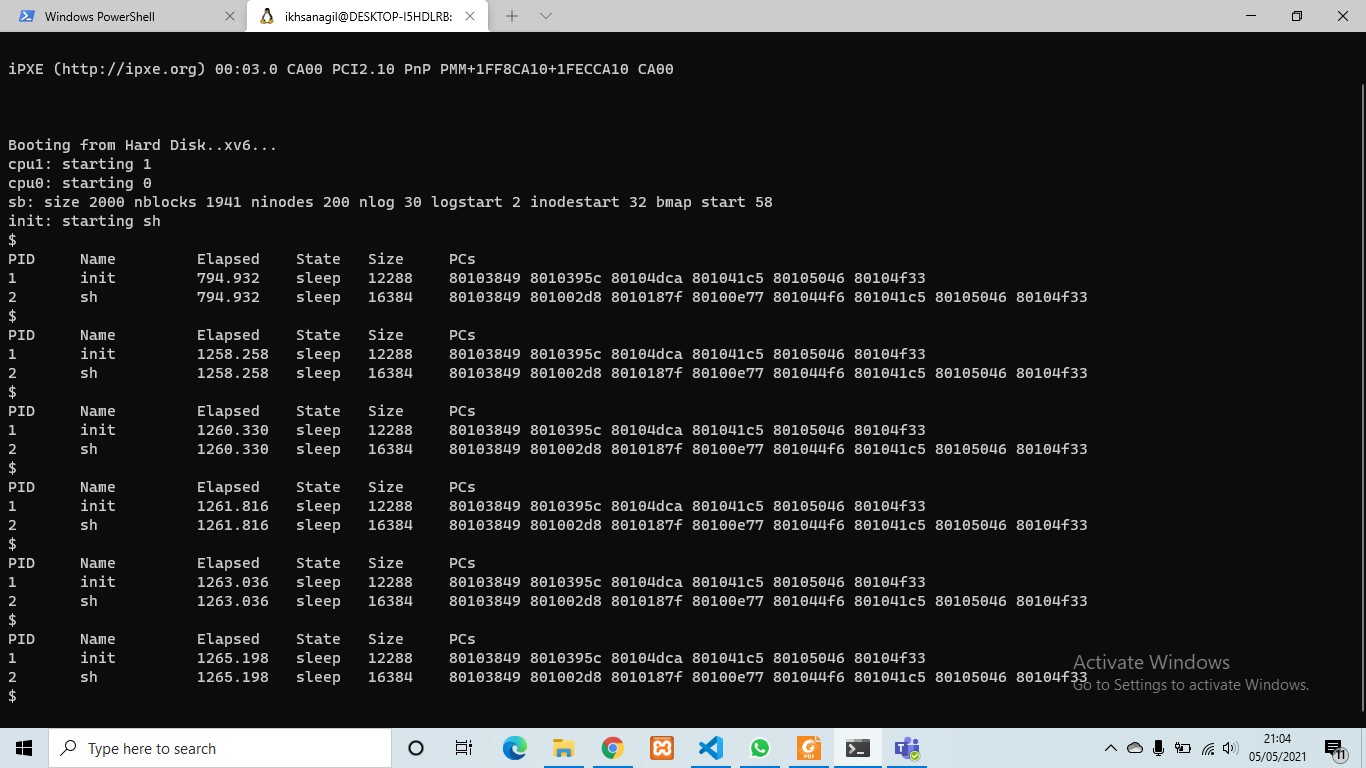 Windows PowerShell
ikhsanagil@DESKTOP-I5HDLRB:
iPXE (http://ipxe.org) 00:03.0 CA00 PCI2.10 PnP PMM+1FF8CA10+1FECCA10 CA00
Booting from Hard Disk..xv6...
cpu1: starting 1
cpu0: starting 0
sb: size 2000 nblocks 1941 ninodes 200 nlog 30 logstart 2 inodestart 32 bmap start 58
init: starting sh
$
PID Name Elapsed State Size PCs
1 init 794.932 sleep 12288 80103849 8010395c 80104dca 801041c5 80105046 80104f33
2 sh 794.932 sleep 16384 80103849 801002d8 8010187f 80100e77 801044f6 801041c5 80105046 80104f33
$
PID Name Elapsed State Size PCs
1 init 1258.258 sleep 12288 80103849 8010395c 80104dca 801041c5 80105046 80104f33
2 sh 1258.258 sleep 16384 80103849 801002d8 8010187f 80100e77 801044f6 801041c5 80105046 80104f33
$
PID Name Elapsed State Size PCs
1 init 1260.330 sleep 12288 80103849 8010395c 80104dca 801041c5 80105046 80104f33
2 sh 1260.330 sleep 16384 80103849 801002d8 8010187f 80100e77 801044f6 801041c5 80105046 80104f33
$
PID Name Elapsed State Size PCs
1 init 1261.816 sleep 12288 80103849 8010395c 80104dca 801041c5 80105046 80104f33
2 sh 1261.816 sleep 16384 80103849 801002d8 8010187f 80100e77 801044f6 801041c5 80105046 80104f33
$
PID Name Elapsed State Size PCs
1 init 1263.036 sleep 12288 80103849 8010395c 80104dca 801041c5 80105046 80104f33
2 sh 1263.036 sleep 16384 80103849 801002d8 8010187f 80100e77 801044f6 801041c5 80105046 80104f33
$
PID Name Elapsed State Size PCs
1 init 1265.198 sleep 12288 80103849 8010395c 80104dca 801041c5 80105046 80104f33
2 sh 1265.198 sleep 16384 80103849 801002d8 8010187f 80100e77 801044f6 801041c5 80105046 80104f33
$
Activate Windows
Go to Settings to activate Windows.
Type here to search
21:04
05/05/2021
11